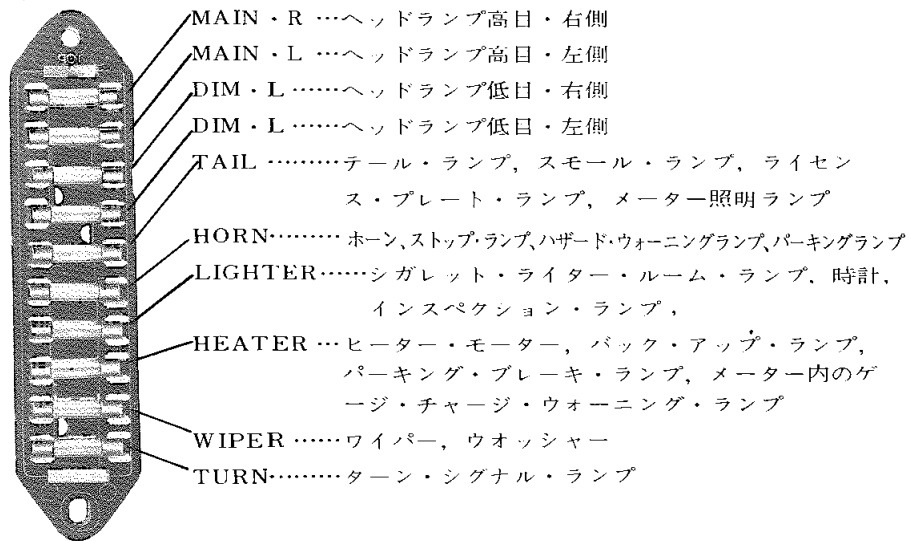 MAIN・R …ヘッドランプ高目・右側
MAIN・L …ヘッドランプ高目・左側
DIM・L ……ヘッドランプ低目・右側
DIM・L ……ヘッドランプ低目・左側
TAIL ………テール・ランプ，スモール・ランプ，ライセン
ス・プレート・ランプ，メーター照明ランプ
HORN………ホーン、ストップ・ランプ、ハザード・ウォーニングランプ、パーキングランプ
LIGHTER……シガレット・ライター・ルーム・ランプ，時計，
インスペクション・ランプ，
HEATER …ヒーター・モーター，バック・アップ・ランプ，
パーキング・ブレーキ・ランプ，メーター内のゲ
ージ・チャージ・ウォーニング・ランプ
WIPER ……ワイパー，ウオッシャー
TURN………ターン・シグナル・ランプ